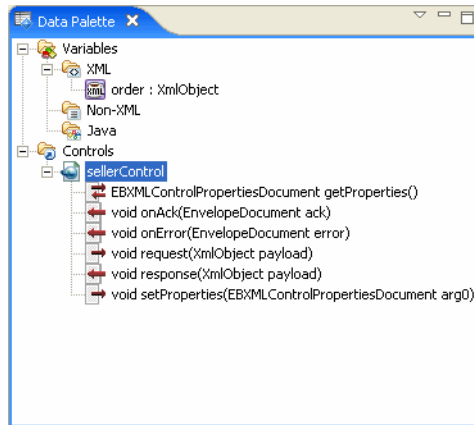 Data Palette
Variables
XML
order : XmlObject
Non-XML
Java
Controls
sellerControl
EBXMLControlPropertiesDocument getProperties()
void onAck(EnvelopeDocument ack)
void onError(EnvelopeDocument error)
void request(XmlObject payload)
void response(XmlObject payload)
void setProperties(EBXMLControlPropertiesDocument arg0)